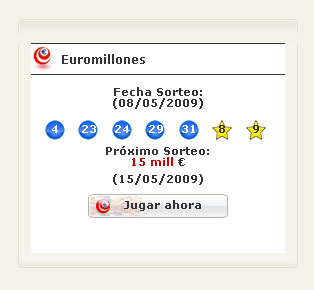 Euromillones
Fecha Sorteo:
(08/05/2009)
4 23 24 29 31 8 9
Próximo Sorteo:
15 mill €
(15/05/2009)
Jugar ahora